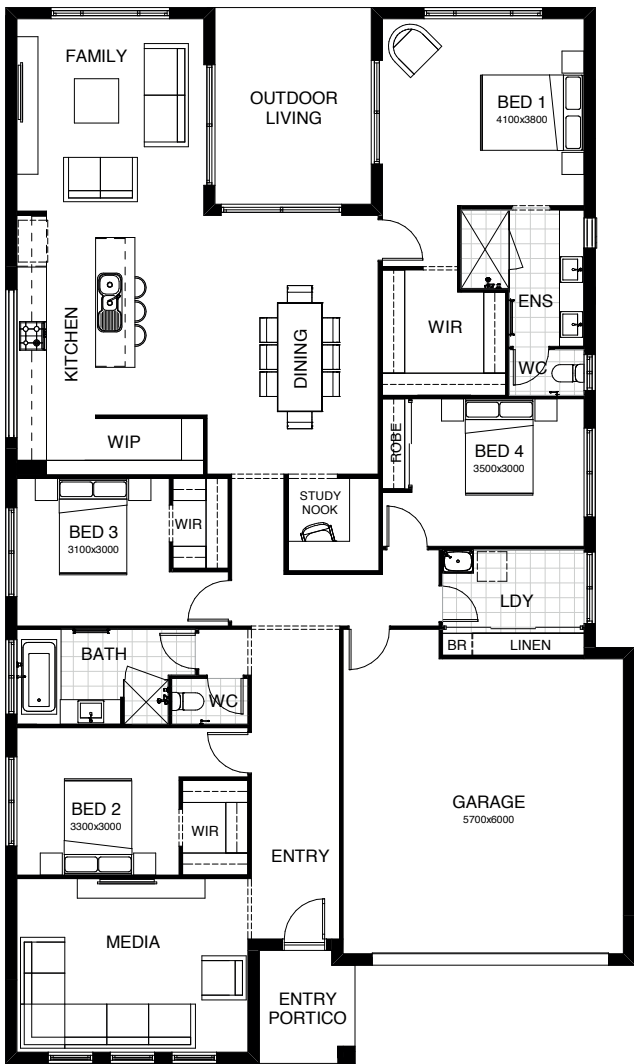 FAMILY
OUTDOOR
LIVING
BED 1
4100x3800
KITCHEN
DINING
WIR
ENS
WC
WIP
ROBE
BED 4
3500x3000
BED 3
3100x3000
WIR
STUDY
NOOK
LDY
BR
LINEN
BATH
WC
BED 2
3300x3000
WIR
ENTRY
GARAGE
5700x6000
MEDIA
ENTRY
PORTICO